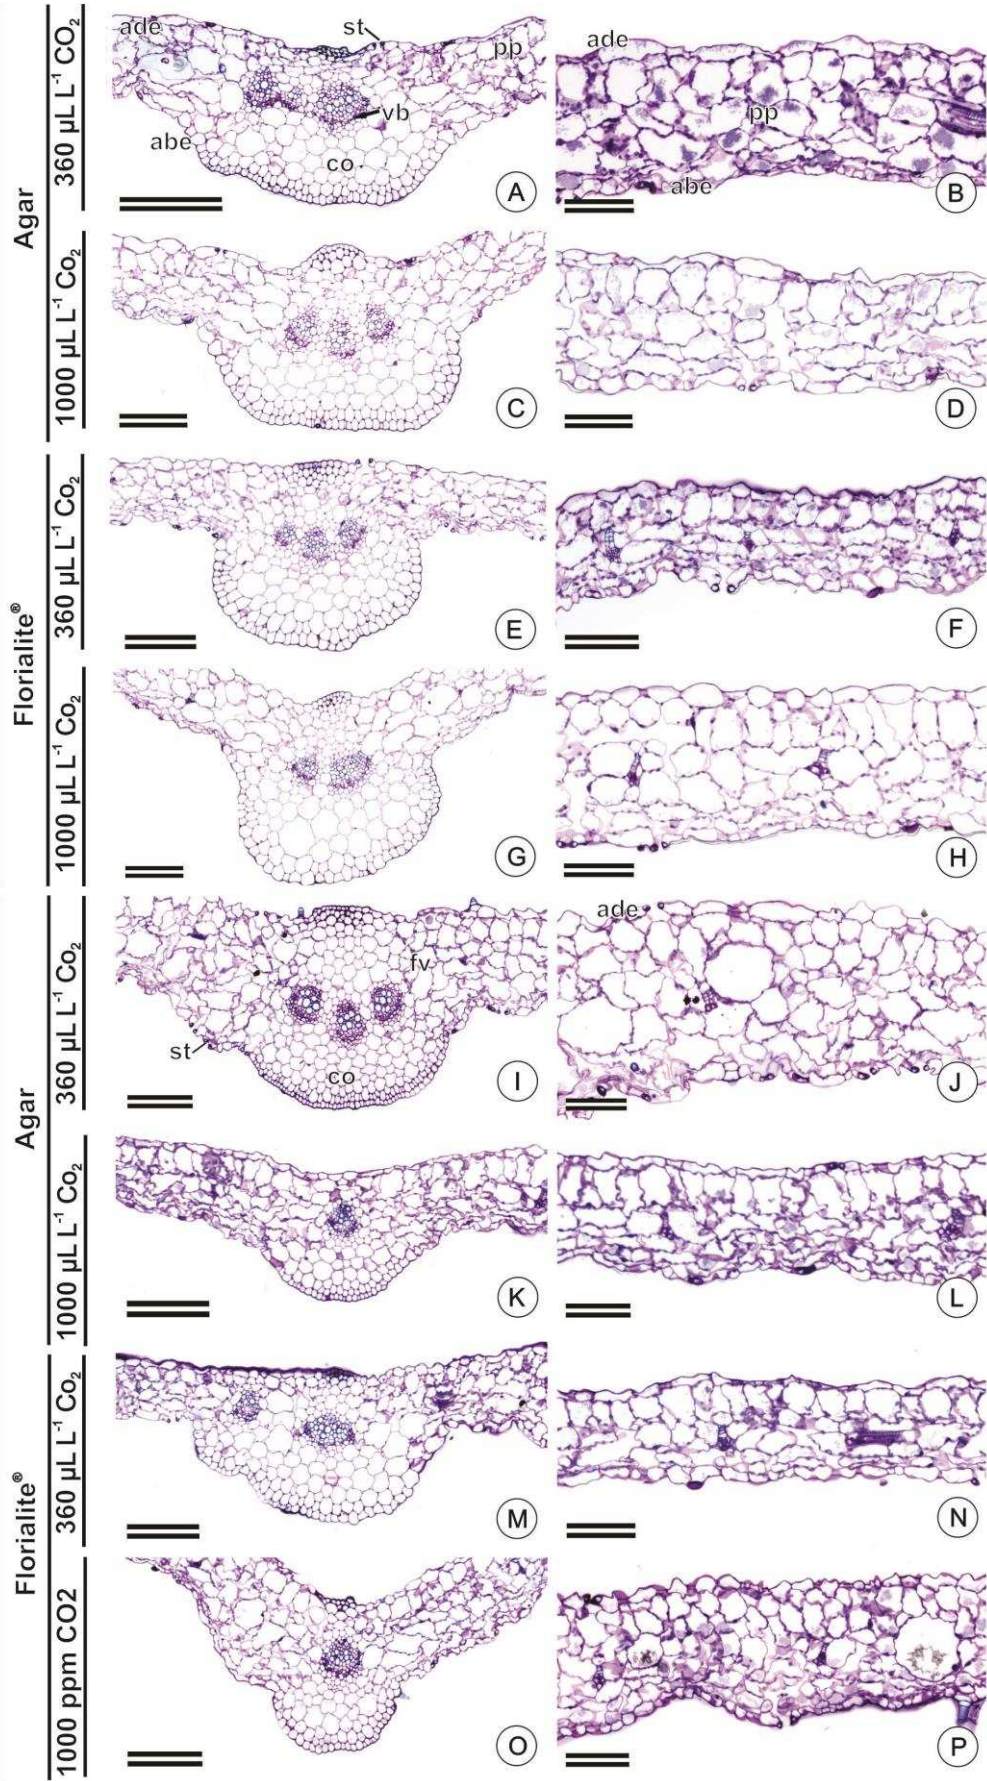 Agar
360 µL L⁻¹ CO₂
ade
st
pp
vb
abe
co
A
ade
pp
abe
B
1000 µL L⁻¹ Co₂
C
D
Florialite®
360 µL L⁻¹ Co₂
E
F
1000 µL L⁻¹ Co₂
G
H
Agar
360 µL L⁻¹ Co₂
fv
st
co
I
ade
J
1000 µL L⁻¹ Co₂
K
L
Florialite®
360 µL L⁻¹ Co₂
M
N
1000 ppm CO2
O
P